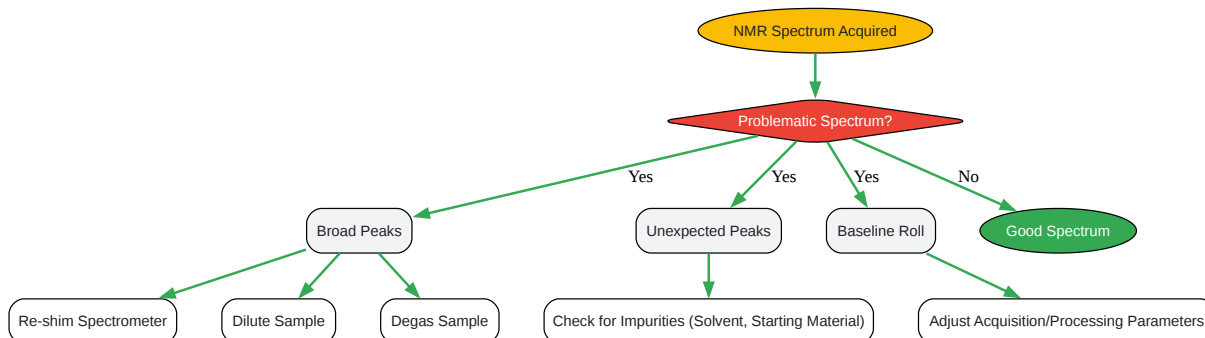 NMR Spectrum Acquired
Problematic Spectrum?
Yes
Yes
Yes
No
Broad Peaks
Unexpected Peaks
Baseline Roll
Good Spectrum
Re-shim Spectrometer
Dilute Sample
Degas Sample
Check for Impurities (Solvent, Starting Material)
Adjust Acquisition/Processing Parameters